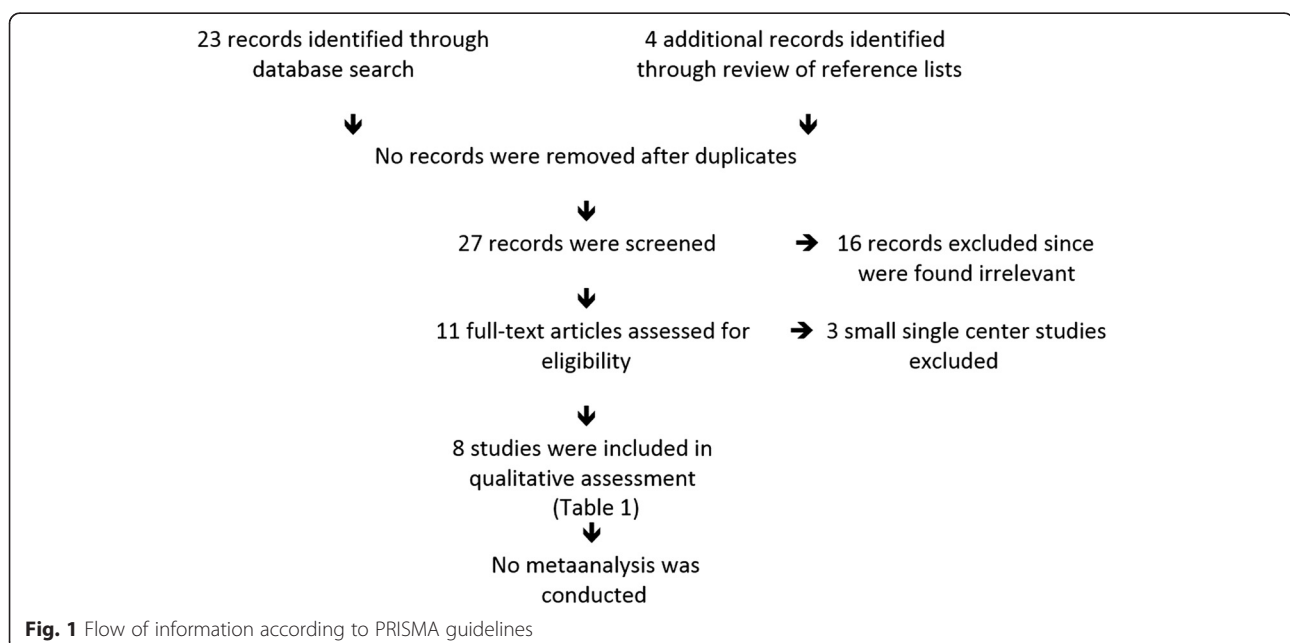 23 records identified through
database search
4 additional records identified
through review of reference lists
No records were removed after duplicates
27 records were screened
16 records excluded since
were found irrelevant
11 full-text articles assessed for
eligibility
3 small single center studies
excluded
8 studies were included in
qualitative assessment
(Table 1)
No metaanalysis was
conducted
Fig. 1 Flow of information according to PRISMA guidelines